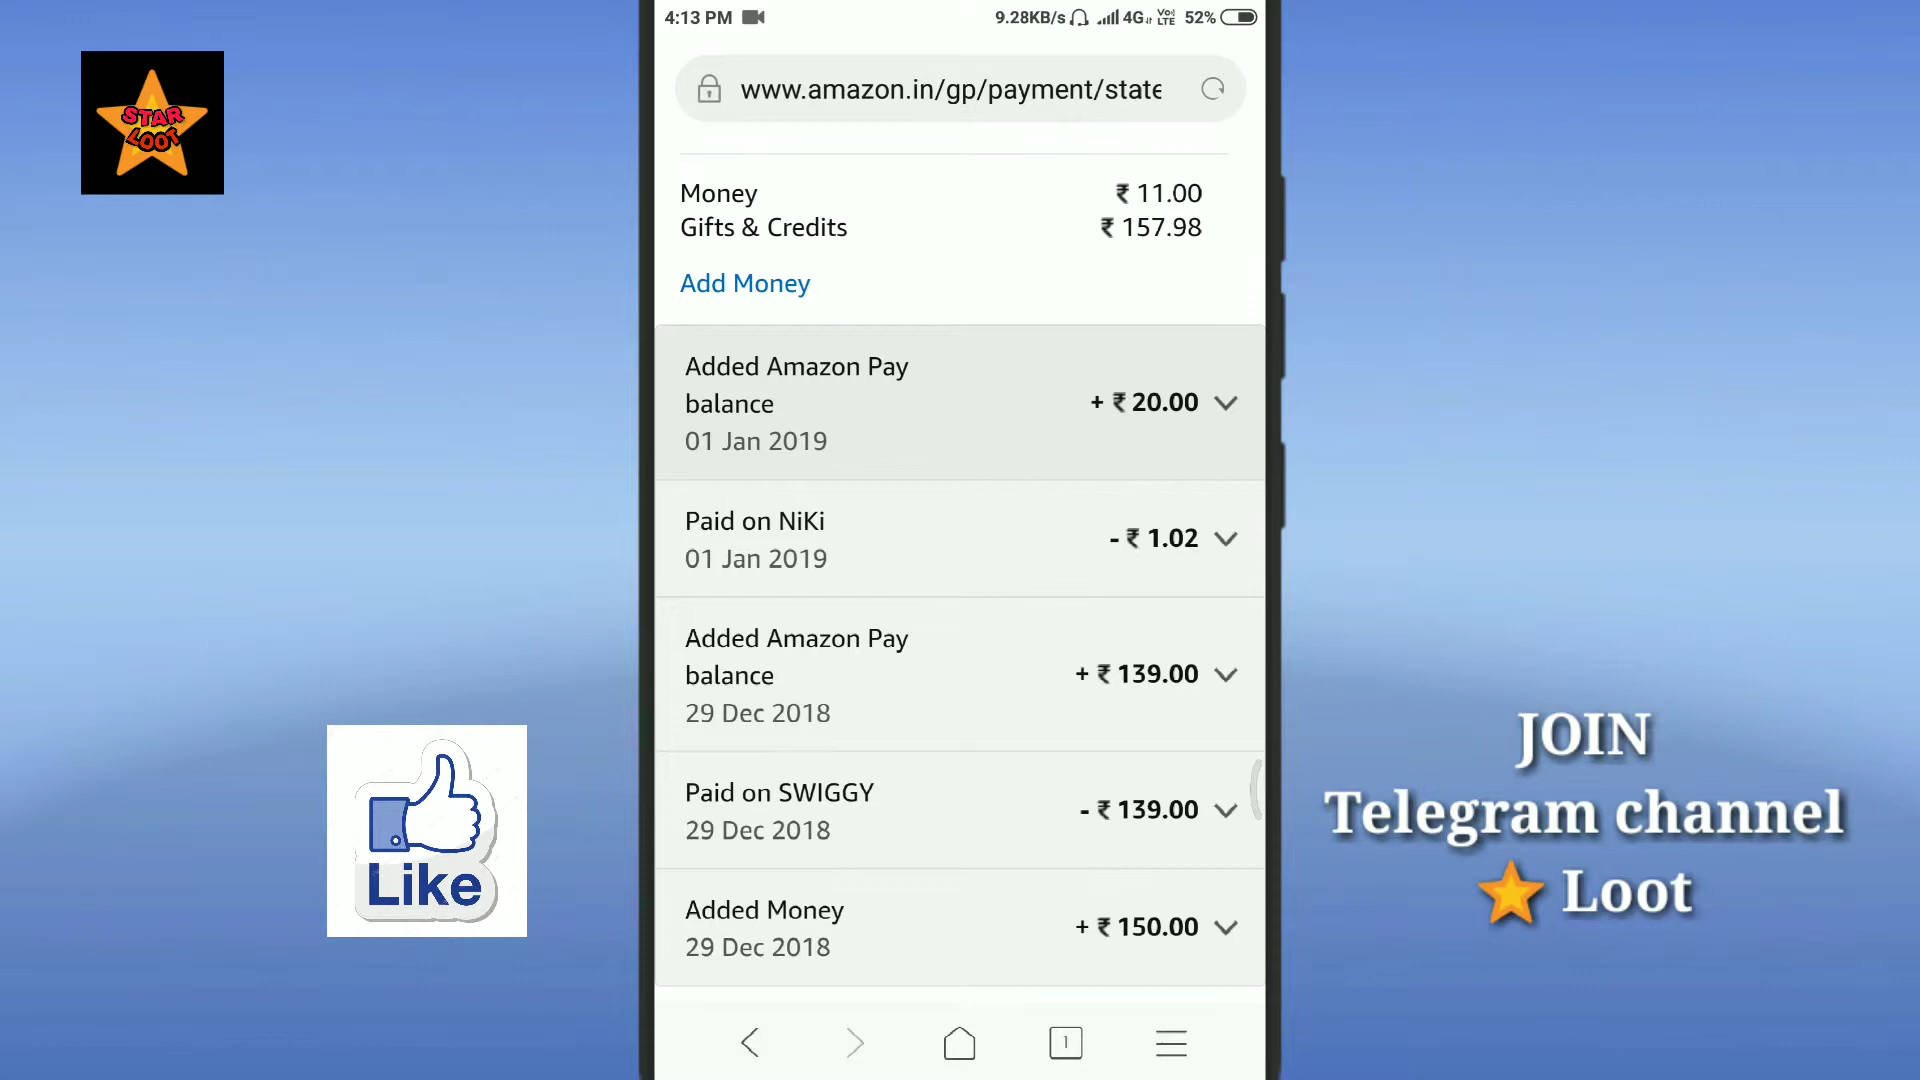 4:13 PM 9.28KB/s 4G Vo) LTE 52%
STAR
LOOT
www.amazon.in/gp/payment/state
Money ₹ 11.00
Gifts & Credits ₹ 157.98
Add Money
Added Amazon Pay
balance
+ ₹ 20.00
01 Jan 2019
Paid on NiKi
- ₹ 1.02
01 Jan 2019
Added Amazon Pay
balance
+ ₹ 139.00
29 Dec 2018
Paid on SWIGGY
- ₹ 139.00
29 Dec 2018
Added Money
+ ₹ 150.00
29 Dec 2018
1
Like
JOIN
Telegram channel
Loot